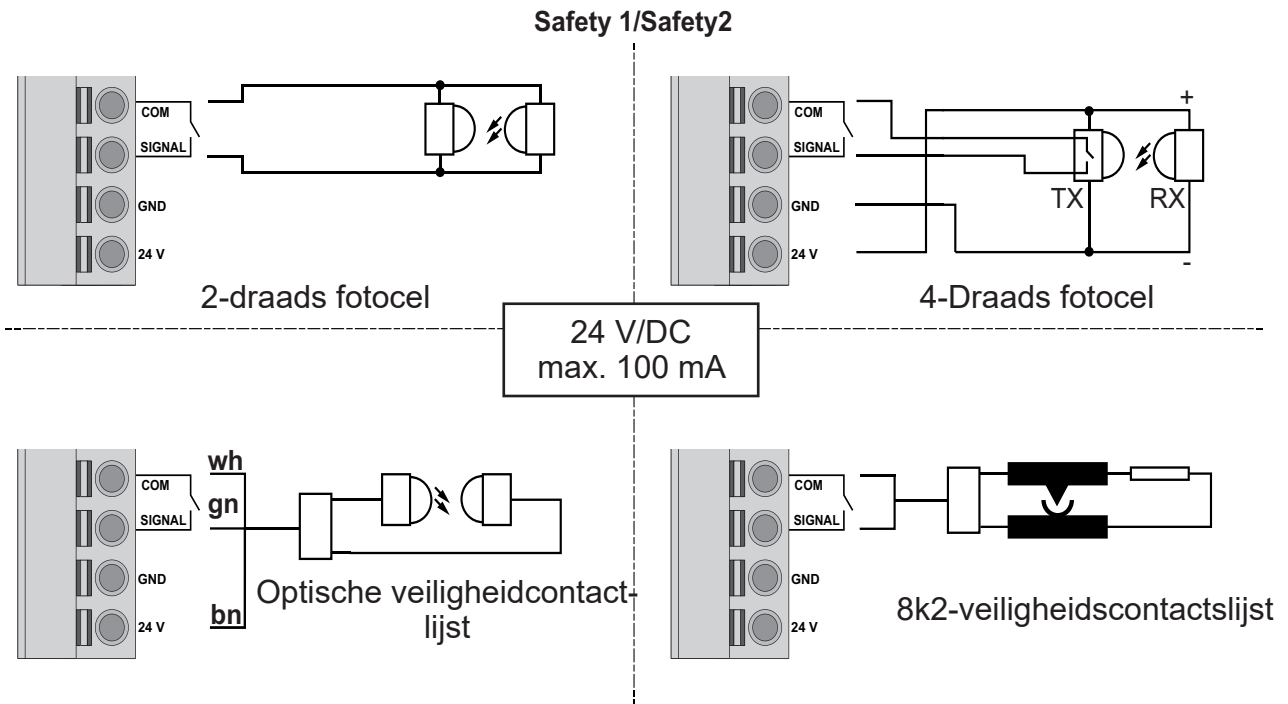 Safety 1/Safety2
COM
SIGNAL
GND
24 V
2-draads fotocel
COM
SIGNAL
GND
24 V
+
TX
RX
-
4-Draads fotocel
24 V/DC
max. 100 mA
COM
SIGNAL
GND
24 V
wh
gn
bn
Optische veiligheidcontact-
lijst
COM
SIGNAL
GND
24 V
8k2-veiligheidscontactslijst